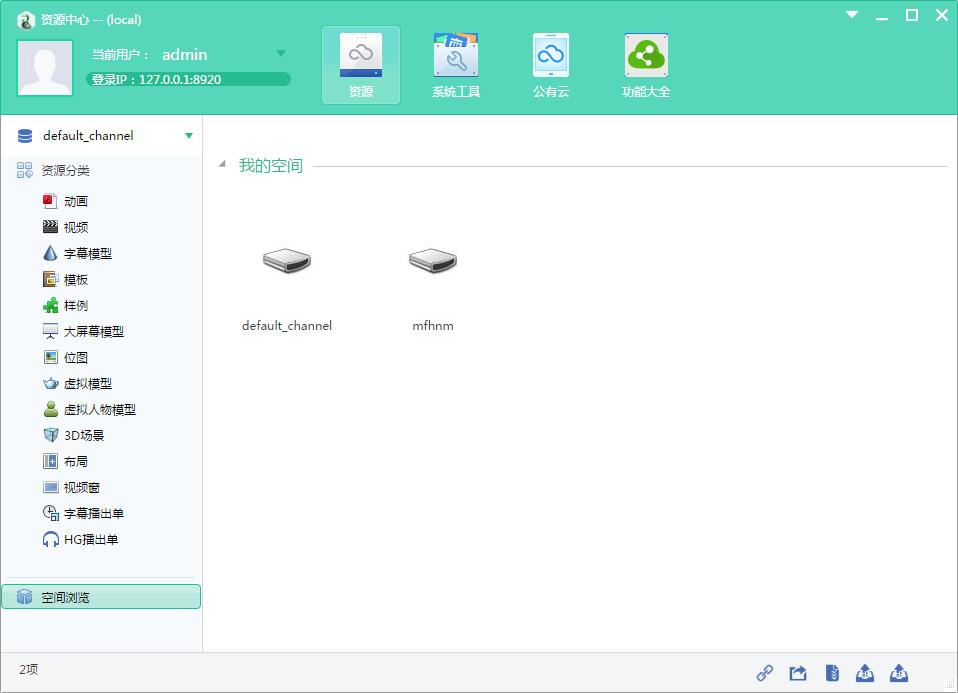 资源中心 -- (local)
当前用户： admin
登录IP：127.0.0.1:8920
资源
系统工具
公有云
功能大全
default_channel
资源分类
动画
视频
字幕模型
模板
样例
大屏幕模型
位图
虚拟模型
虚拟人物模型
3D场景
布局
视频窗
字幕播出单
HG播出单
空间浏览
我的空间
default_channel
mfhnm
2项